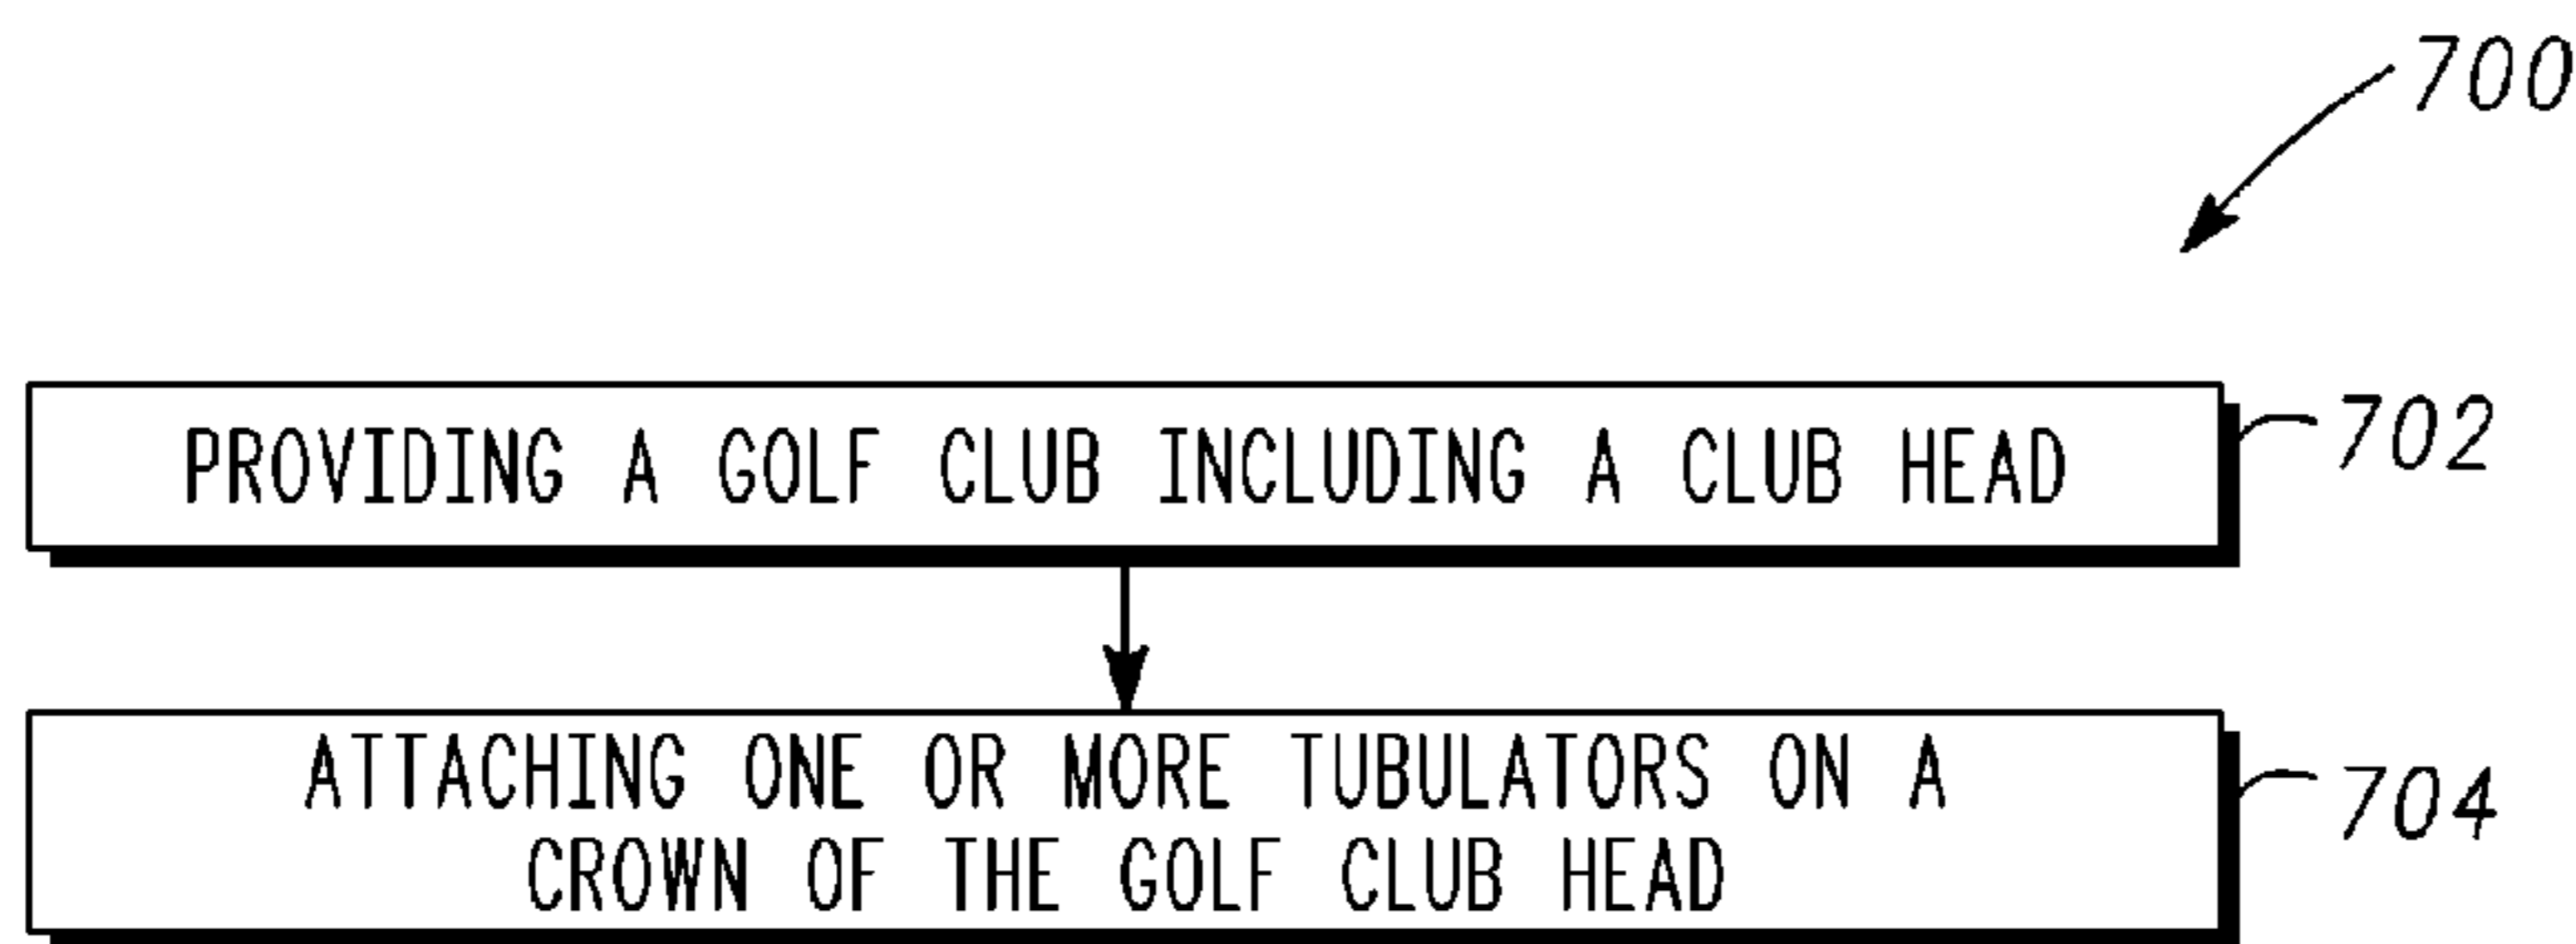 700
PROVIDING A GOLF CLUB INCLUDING A CLUB HEAD
702
ATTACHING ONE OR MORE TUBULATORS ON A
CROWN OF THE GOLF CLUB HEAD
704